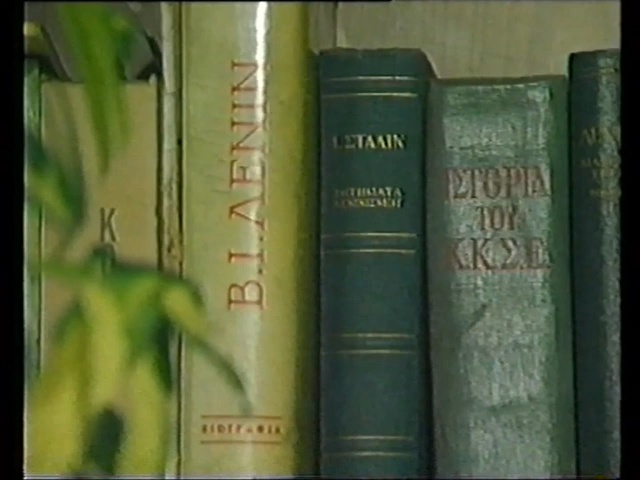 Κ
Β.Ι.ΛΕΝΙΝ
ΒΙΟΓΡΑΦΙΑ
Ι.ΣΤΑΛΙΝ
ΖΗΤΗΜΑΤΑ
ΛΕΝΙΝΙΣΜΟΥ
ΙΣΤΟΡΙΑ
ΤΟΥ
Κ.Κ.Σ.Ε.